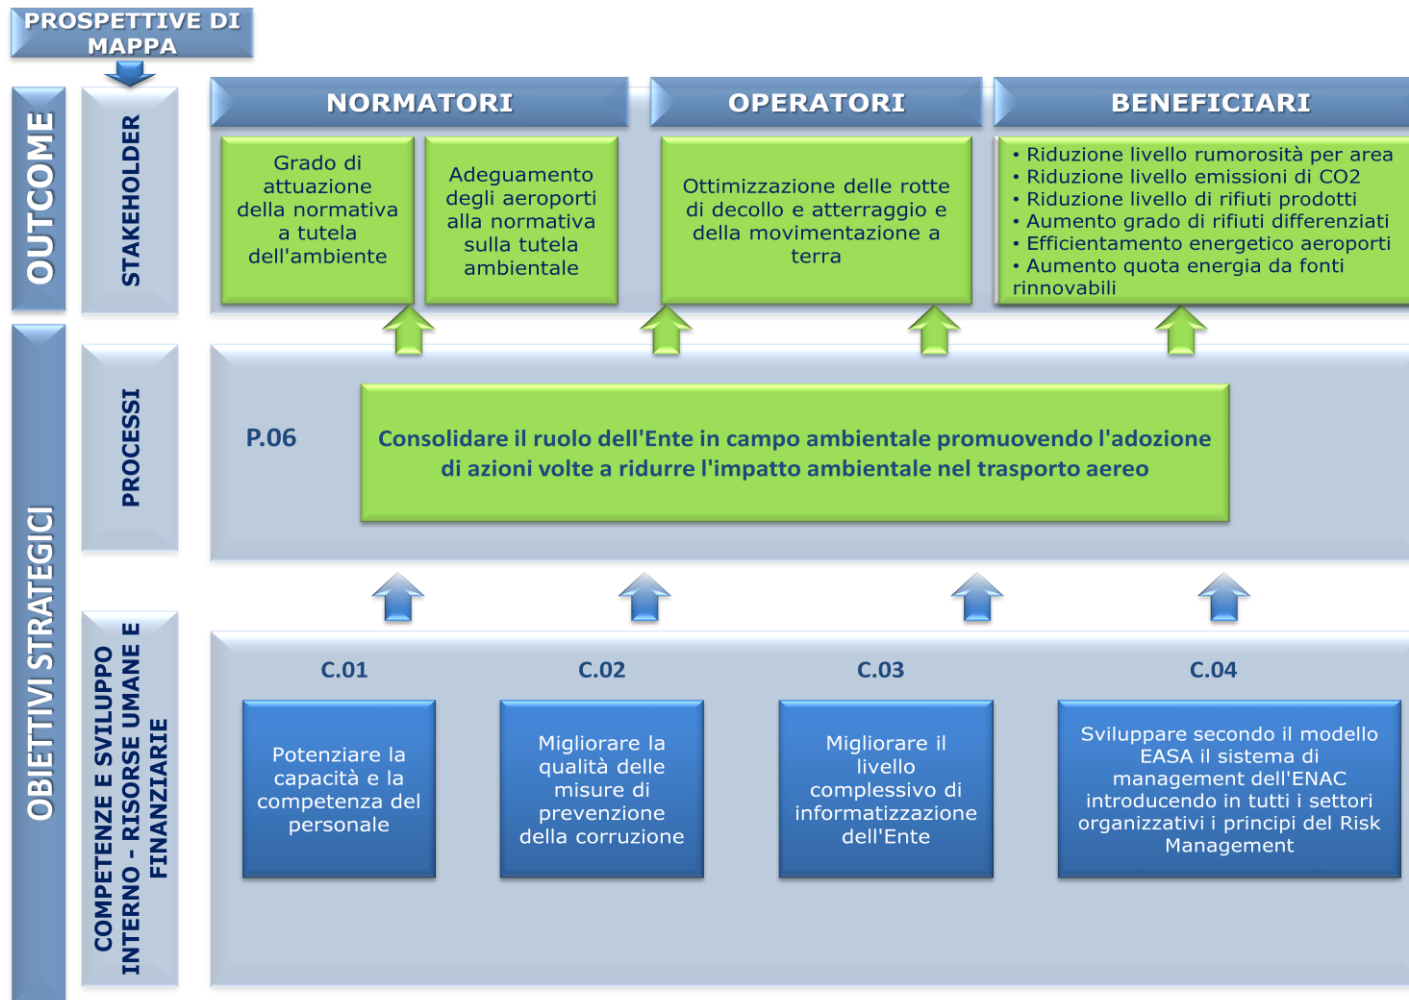 PROSPETTIVE DI
MAPPA
OUTCOME
STAKEHOLDER
NORMATORI
OPERATORI
BENEFICIARI
Grado di
attuazione
della normativa
a tutela
dell'ambiente
Adeguamento
degli aeroporti
alla normativa
sulla tutela
ambientale
Ottimizzazione delle rotte
di decollo e atterraggio e
della movimentazione a
terra
• Riduzione livello rumorosità per area
• Riduzione livello emissioni di CO2
• Riduzione livello di rifiuti prodotti
• Aumento grado di rifiuti differenziati
• Efficientamento energetico aeroporti
• Aumento quota energia da fonti
rinnovabili
OBIETTIVI STRATEGICI
PROCESSI
P.06
Consolidare il ruolo dell'Ente in campo ambientale promuovendo l'adozione
di azioni volte a ridurre l'impatto ambientale nel trasporto aereo
COMPETENZE E SVILUPPO
INTERNO - RISORSE UMANE E
FINANZIARIE
C.01
Potenziare la
capacità e la
competenza del
personale
C.02
Migliorare la
qualità delle
misure di
prevenzione
della corruzione
C.03
Migliorare il
livello
complessivo di
informatizzazione
dell'Ente
C.04
Sviluppare secondo il modello
EASA il sistema di
management dell'ENAC
introducendo in tutti i settori
organizzativi i principi del Risk
Management